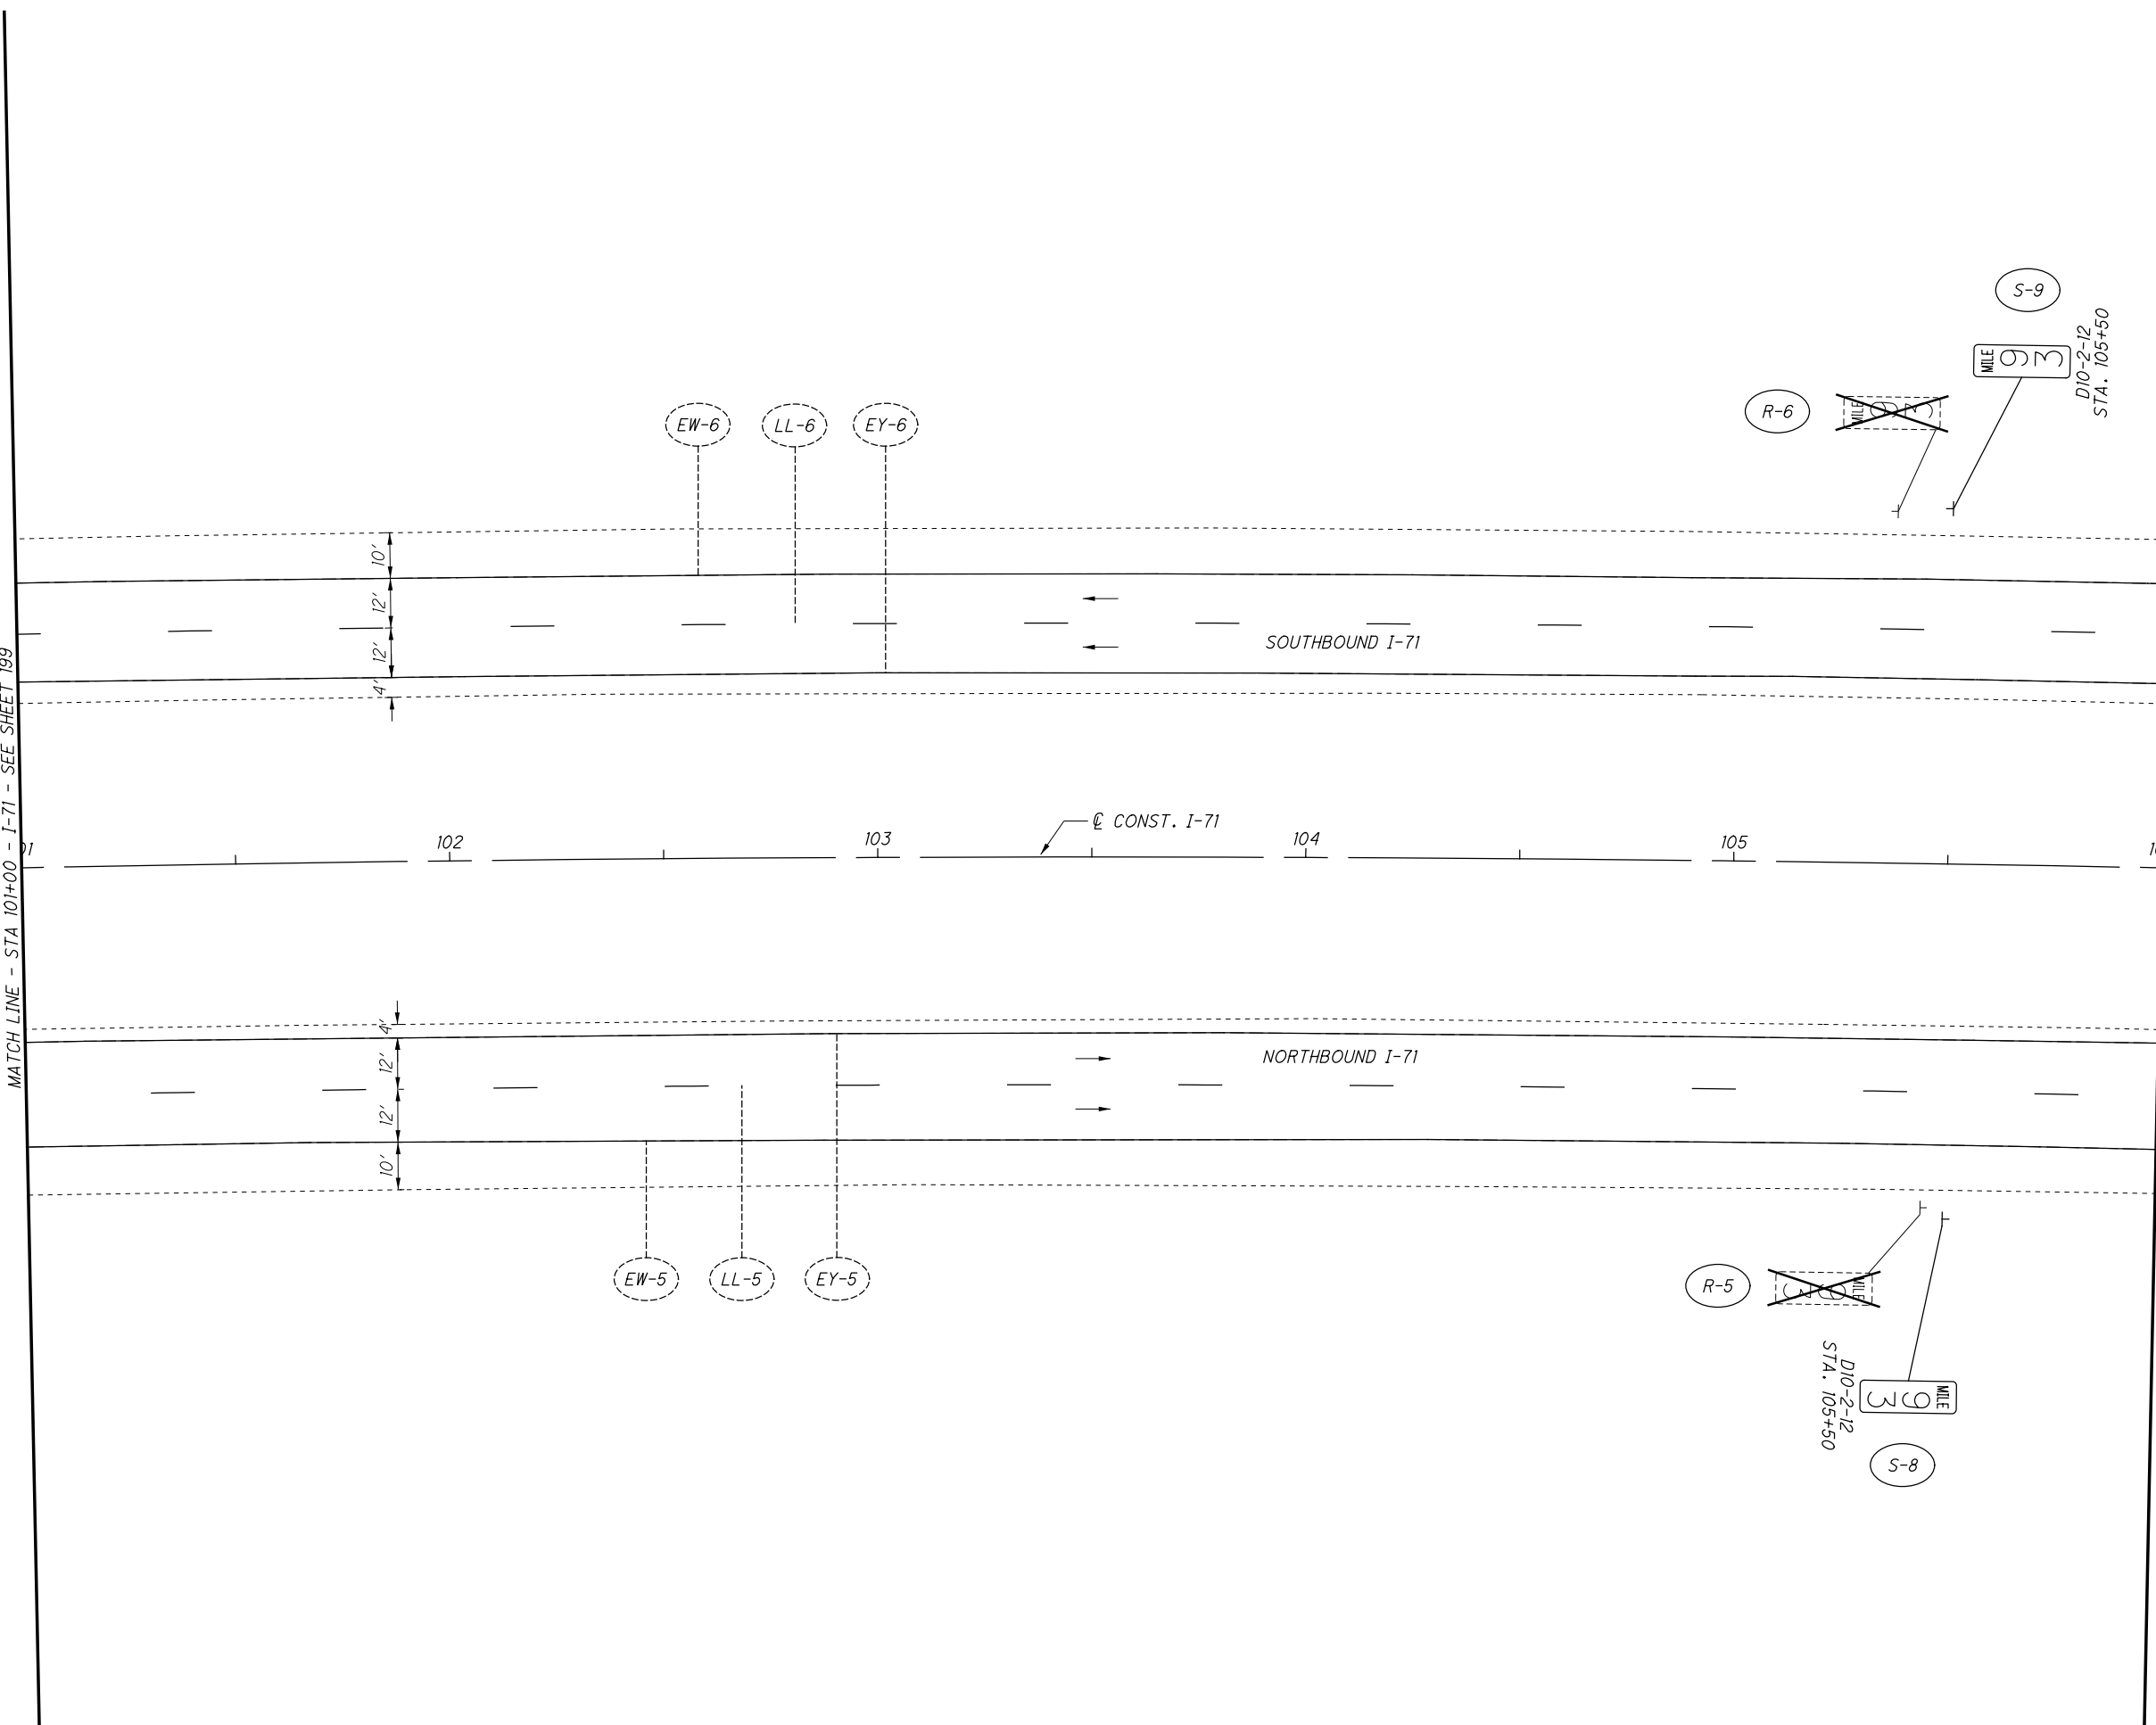 S-9
MILE
9
3
D10-2-12
STA. 105+50
R-6
MILE
9
EW-6
LL-6
EY-6
10'
12'
12'
4'
SOUTHBOUND I-71
MATCH LINE - STA 101+00 - I-71 - SEE SHEET 199
℄ CONST. I-71
102
103
104
105
4'
12'
12'
10'
NORTHBOUND I-71
EW-5
LL-5
EY-5
R-5
MILE
D10-2-12
STA. 105+50
MILE
9
3
S-8